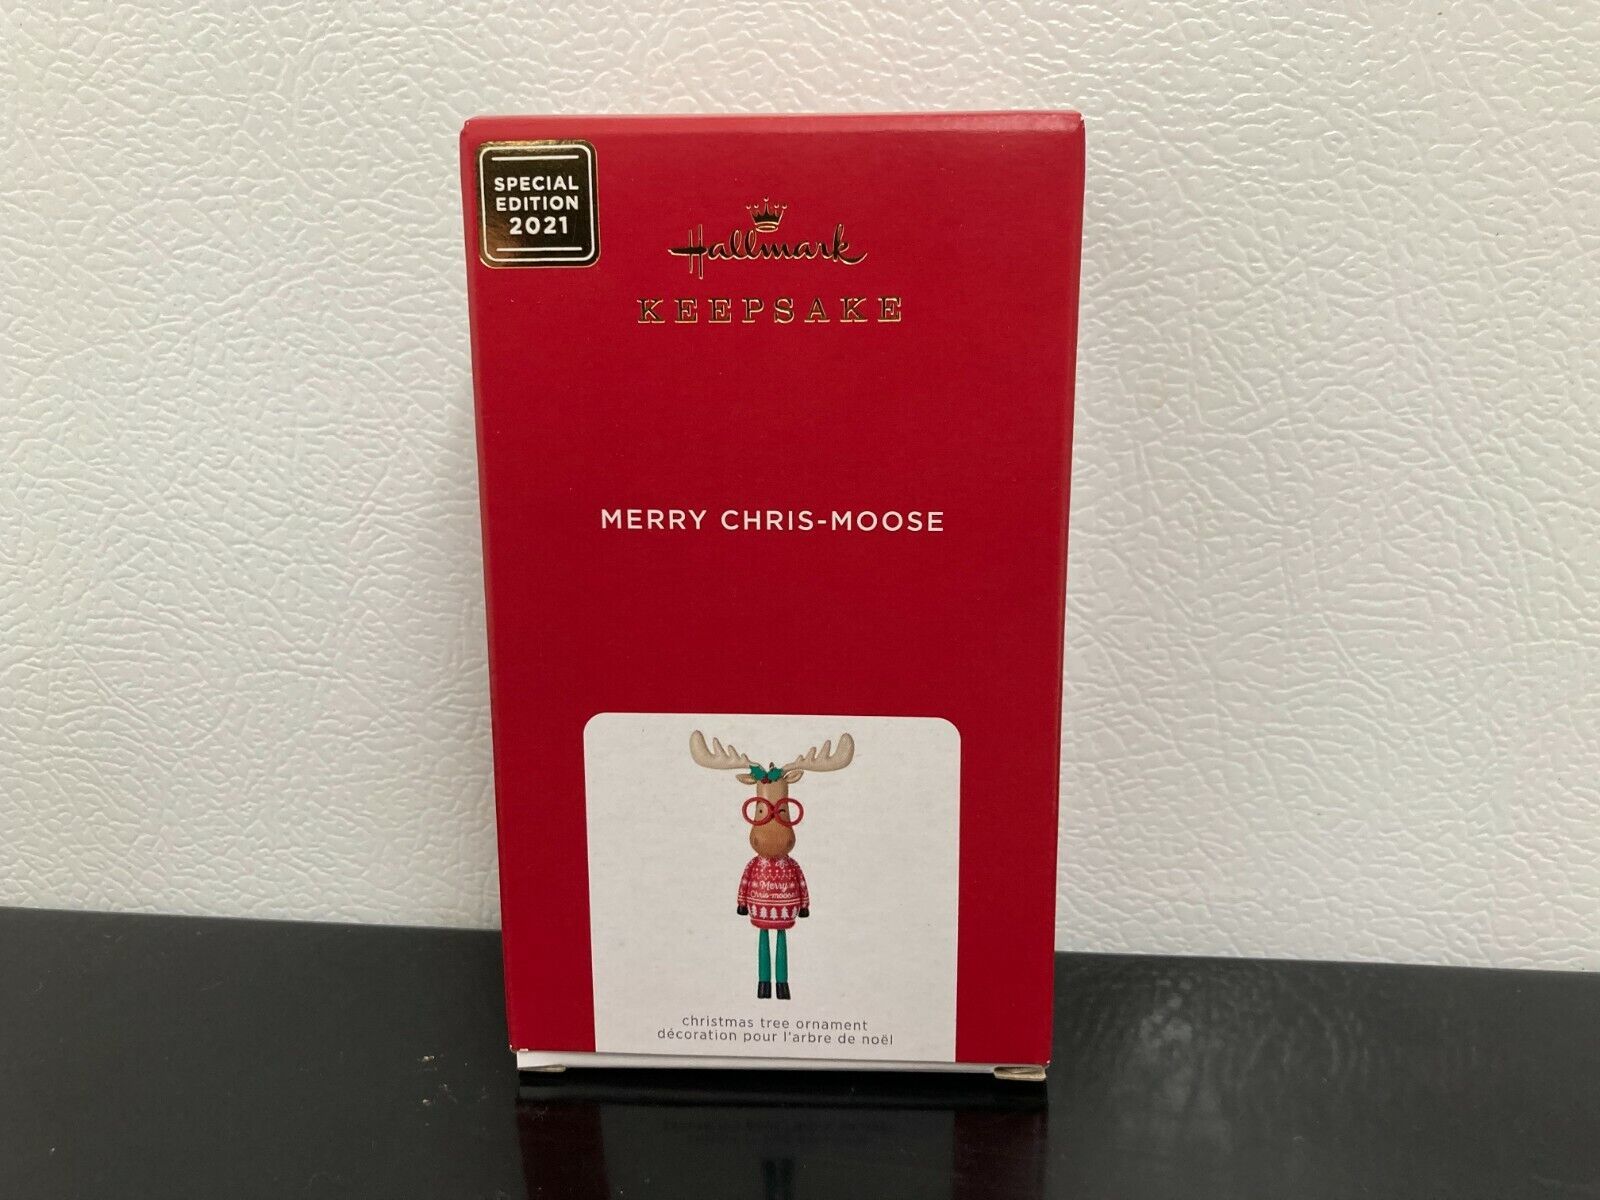 SPECIAL
EDITION
2021
Hallmark
KEEPSAKE
MERRY CHRIS-MOOSE
Merry
Chris-moose!
christmas tree ornament
décoration pour l'arbre de noël